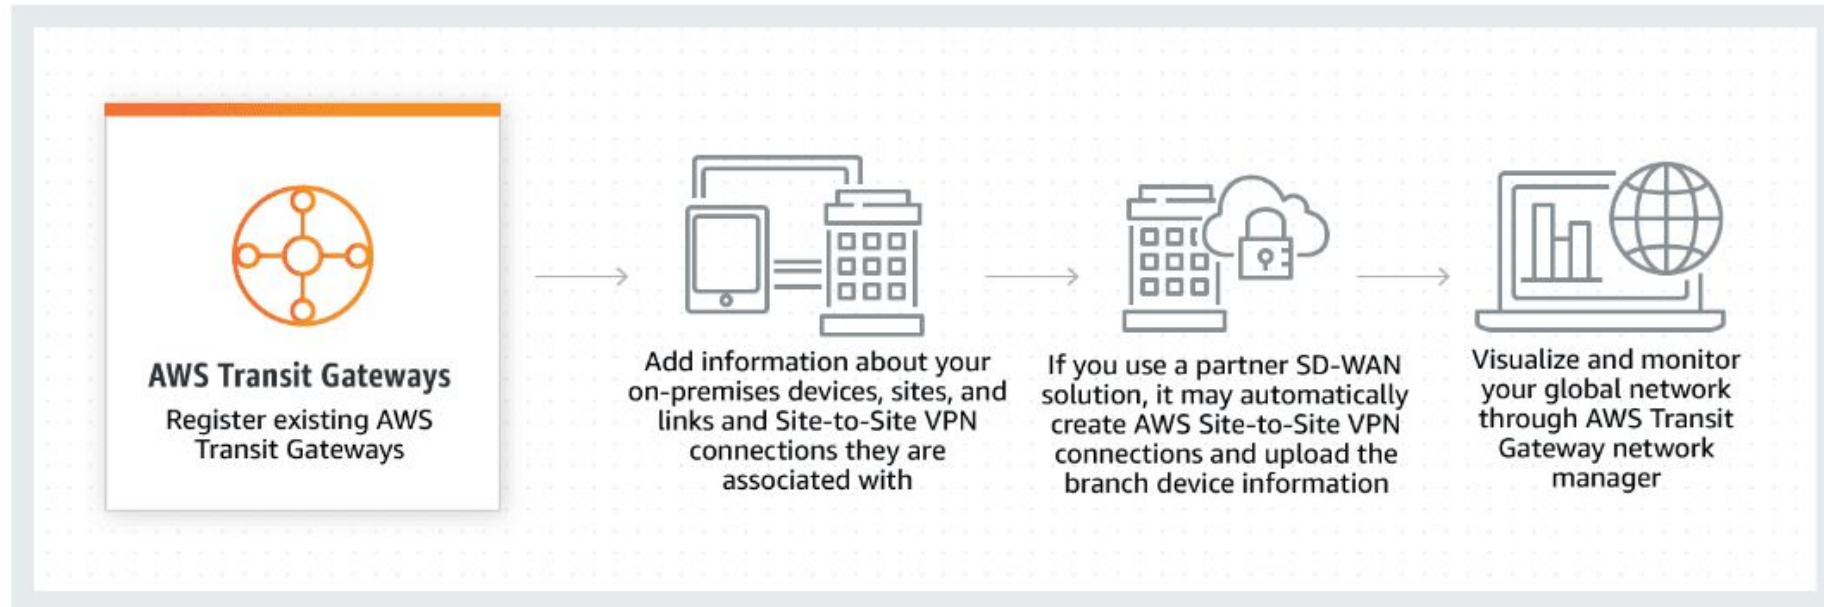 AWS Transit Gateways
Register existing AWS
Transit Gateways
Add information about your
on-premises devices, sites, and
links and Site-to-Site VPN
connections they are
associated with
If you use a partner SD-WAN
solution, it may automatically
create AWS Site-to-Site VPN
connections and upload the
branch device information
Visualize and monitor
your global network
through AWS Transit
Gateway network
manager